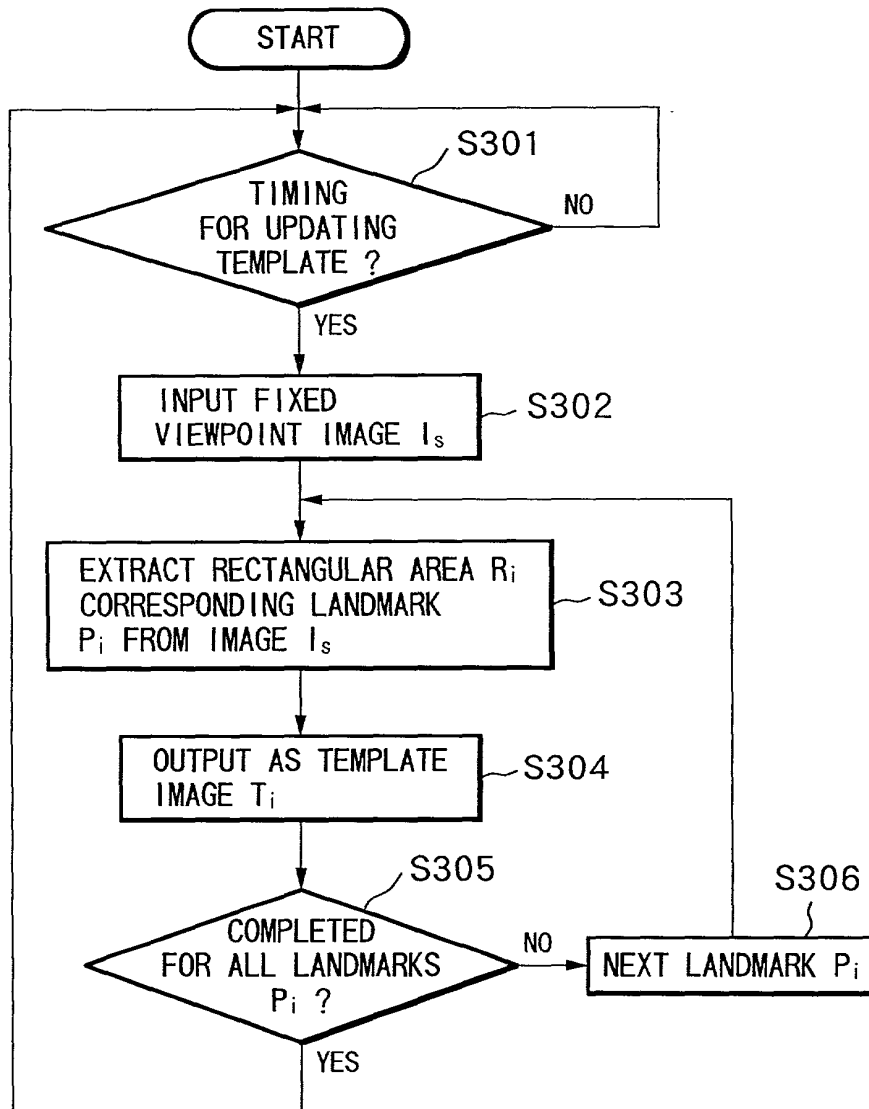 START
S301
TIMING
FOR UPDATING
TEMPLATE ?
NO
YES
INPUT FIXED
VIEWPOINT IMAGE Is
S302
EXTRACT RECTANGULAR AREA Ri
CORRESPONDING LANDMARK
Pi FROM IMAGE Is
S303
OUTPUT AS TEMPLATE
IMAGE Ti
S304
S305
COMPLETED
FOR ALL LANDMARKS
Pi ?
NO
S306
NEXT LANDMARK Pi
YES